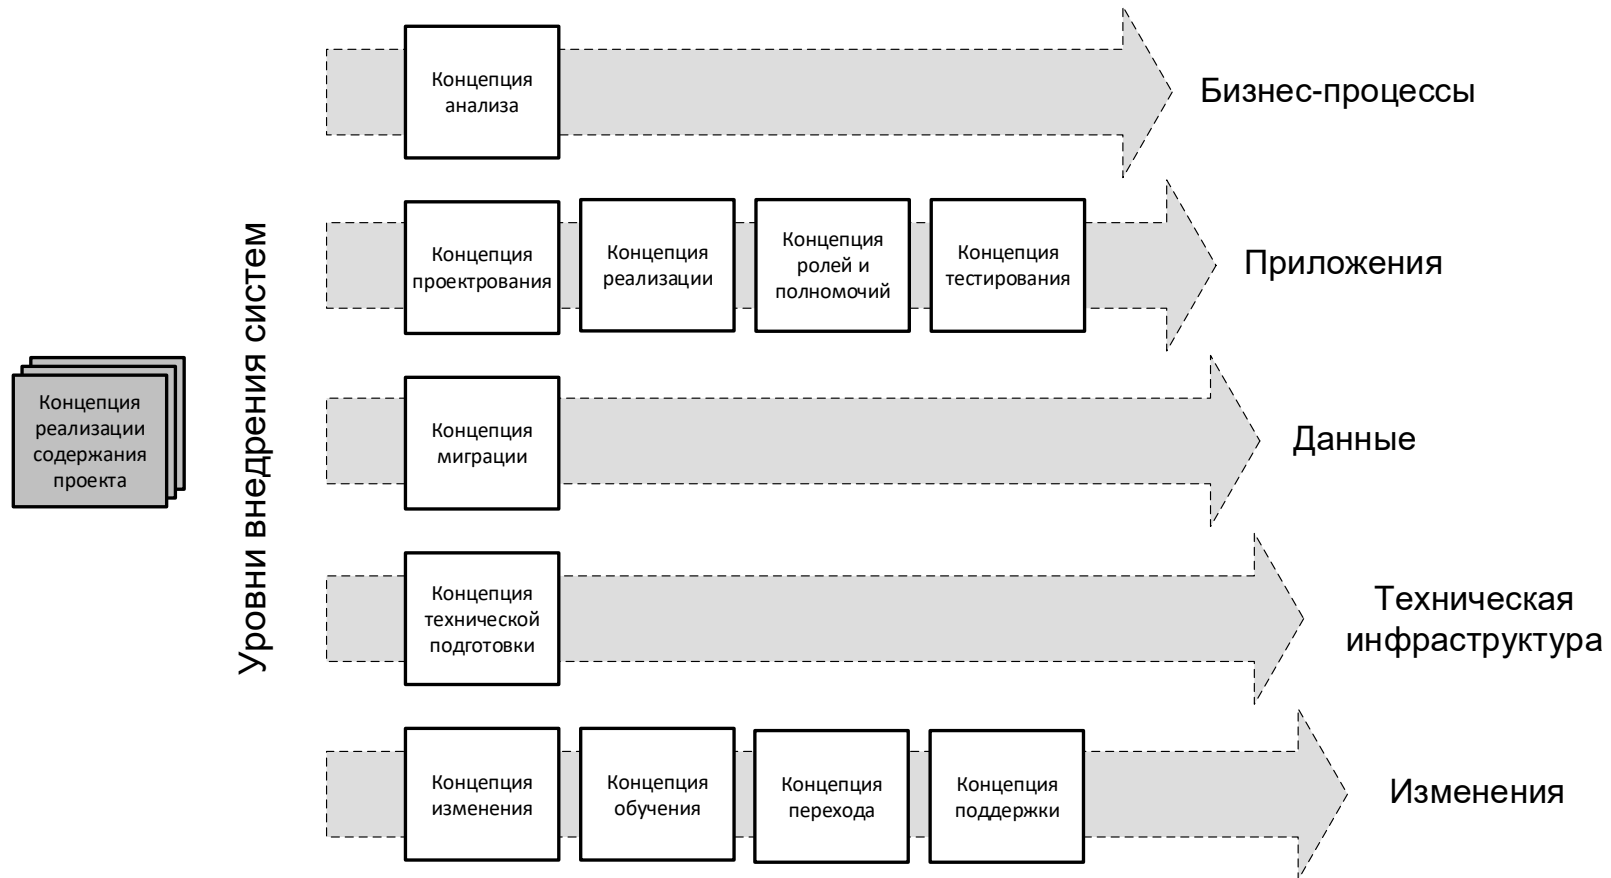 Концепция
анализа
Бизнес-процессы
Концепция
проектрования
Концепция
реализации
Концепция
ролей и
полномочий
Концепция
тестирования
Приложения
Уровни внедрения систем
Концепция
реализации
содержания
проекта
Концепция
миграции
Данные
Концепция
технической
подготовки
Техническая
инфраструктура
Концепция
изменения
Концепция
обучения
Концепция
перехода
Концепция
поддержки
Изменения